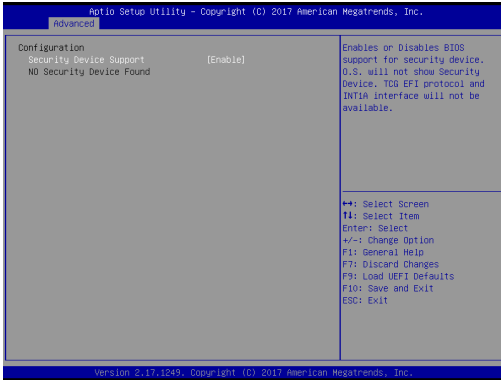 Aptio Setup Utility – Copyright (C) 2017 American Megatrends, Inc.
Advanced
Configuration
Security Device Support [Enable]
NO Security Device Found
Enables or Disables BIOS
support for security device.
O.S. will not show Security
Device. TCG EFI protocol and
INT1A interface will not be
available.
↔: Select Screen
↑↓: Select Item
Enter: Select
+/-: Change Option
F1: General Help
F7: Discard Changes
F9: Load UEFI Defaults
F10: Save and Exit
ESC: Exit
Version 2.17.1249. Copyright (C) 2017 American Megatrends, Inc.